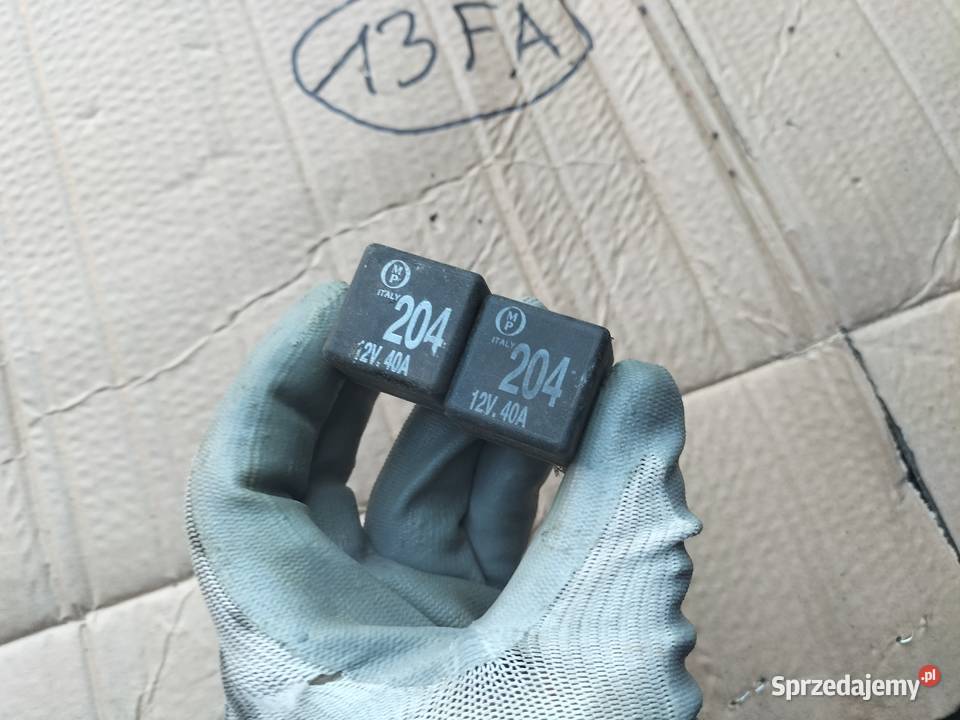 13FA
MP
ITALY
204
12V. 40A
MP
ITALY
204
12V. 40A
Sprzedajemy.pl